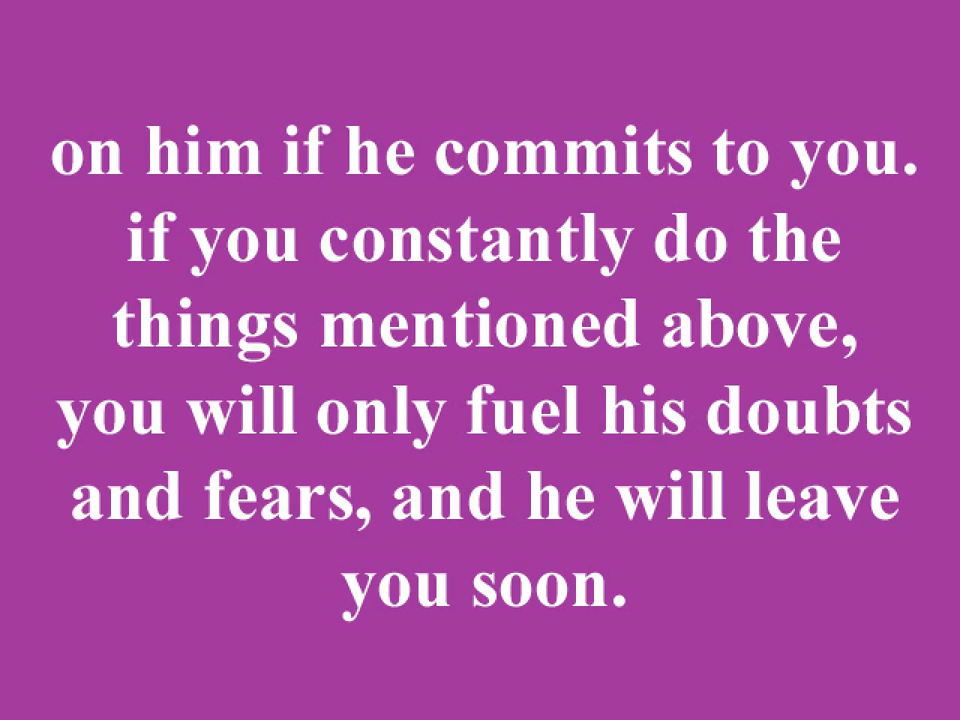 on him if he commits to you.
if you constantly do the
things mentioned above,
you will only fuel his doubts
and fears, and he will leave
you soon.